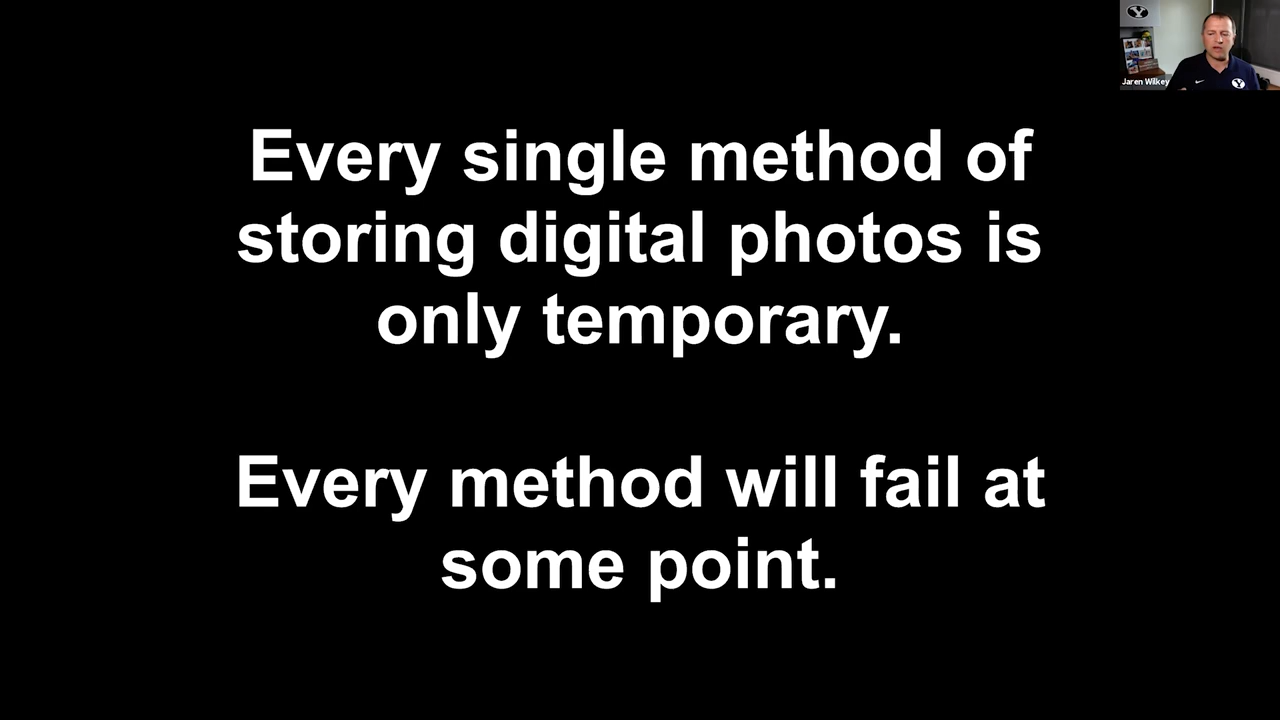 Every single method of
storing digital photos is
only temporary.
Every method will fail at
some point.
Y
Jaren Wilkey
Y